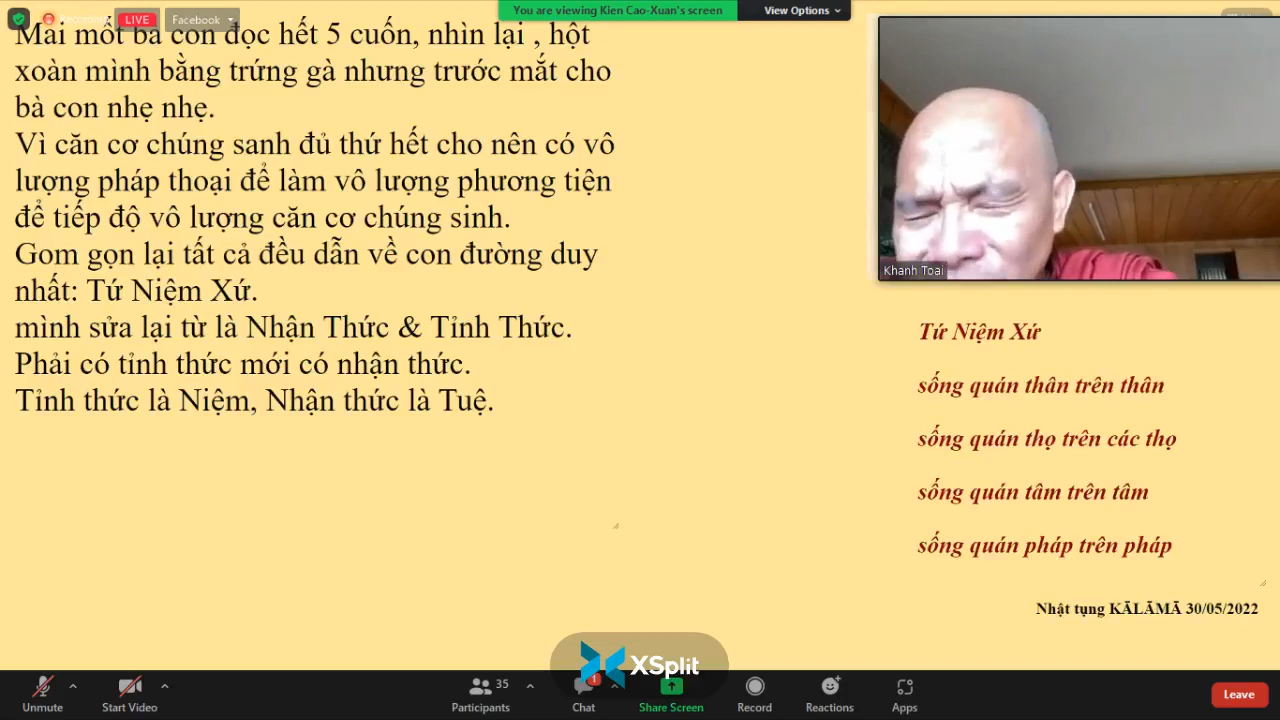 Recording
LIVE
Facebook
You are viewing Kien Cao-Xuan's screen
View Options
Mai mốt bà con đọc hết 5 cuốn, nhìn lại , hột
xoàn mình bằng trứng gà nhưng trước mắt cho
bà con nhẹ nhẹ.
Vì căn cơ chúng sanh đủ thứ hết cho nên có vô
lượng pháp thoại để làm vô lượng phương tiện
để tiếp độ vô lượng căn cơ chúng sinh.
Gom gọn lại tất cả đều dẫn về con đường duy
nhất: Tứ Niệm Xứ.
mình sửa lại từ là Nhận Thức & Tỉnh Thức.
Phải có tỉnh thức mới có nhận thức.
Tỉnh thức là Niệm, Nhận thức là Tuệ.
Khanh Toai
Tứ Niệm Xứ
sống quán thân trên thân
sống quán thọ trên các thọ
sống quán tâm trên tâm
sống quán pháp trên pháp
Nhật tụng KĀLĀMĀ 30/05/2022
XSplit
Unmute
Start Video
35
Participants
1
Chat
Share Screen
Record
Reactions
Apps
Leave